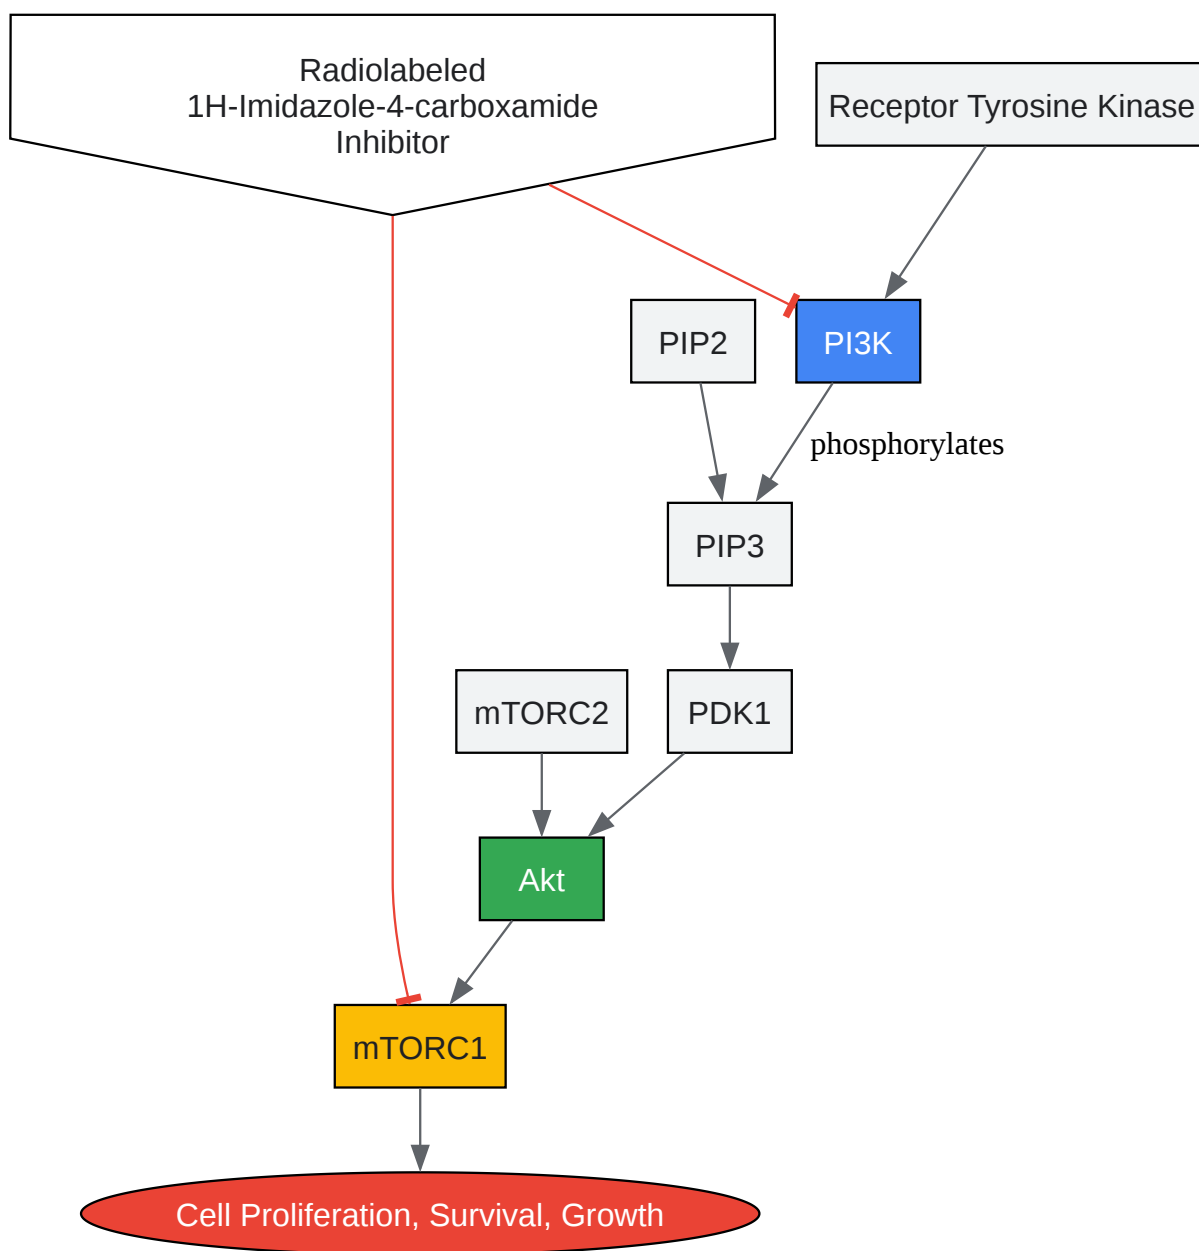 Radiolabeled
1H-Imidazole-4-carboxamide
Inhibitor
Receptor Tyrosine Kinase
PIP2
PI3K
phosphorylates
PIP3
mTORC2
PDK1
Akt
mTORC1
Cell Proliferation, Survival, Growth